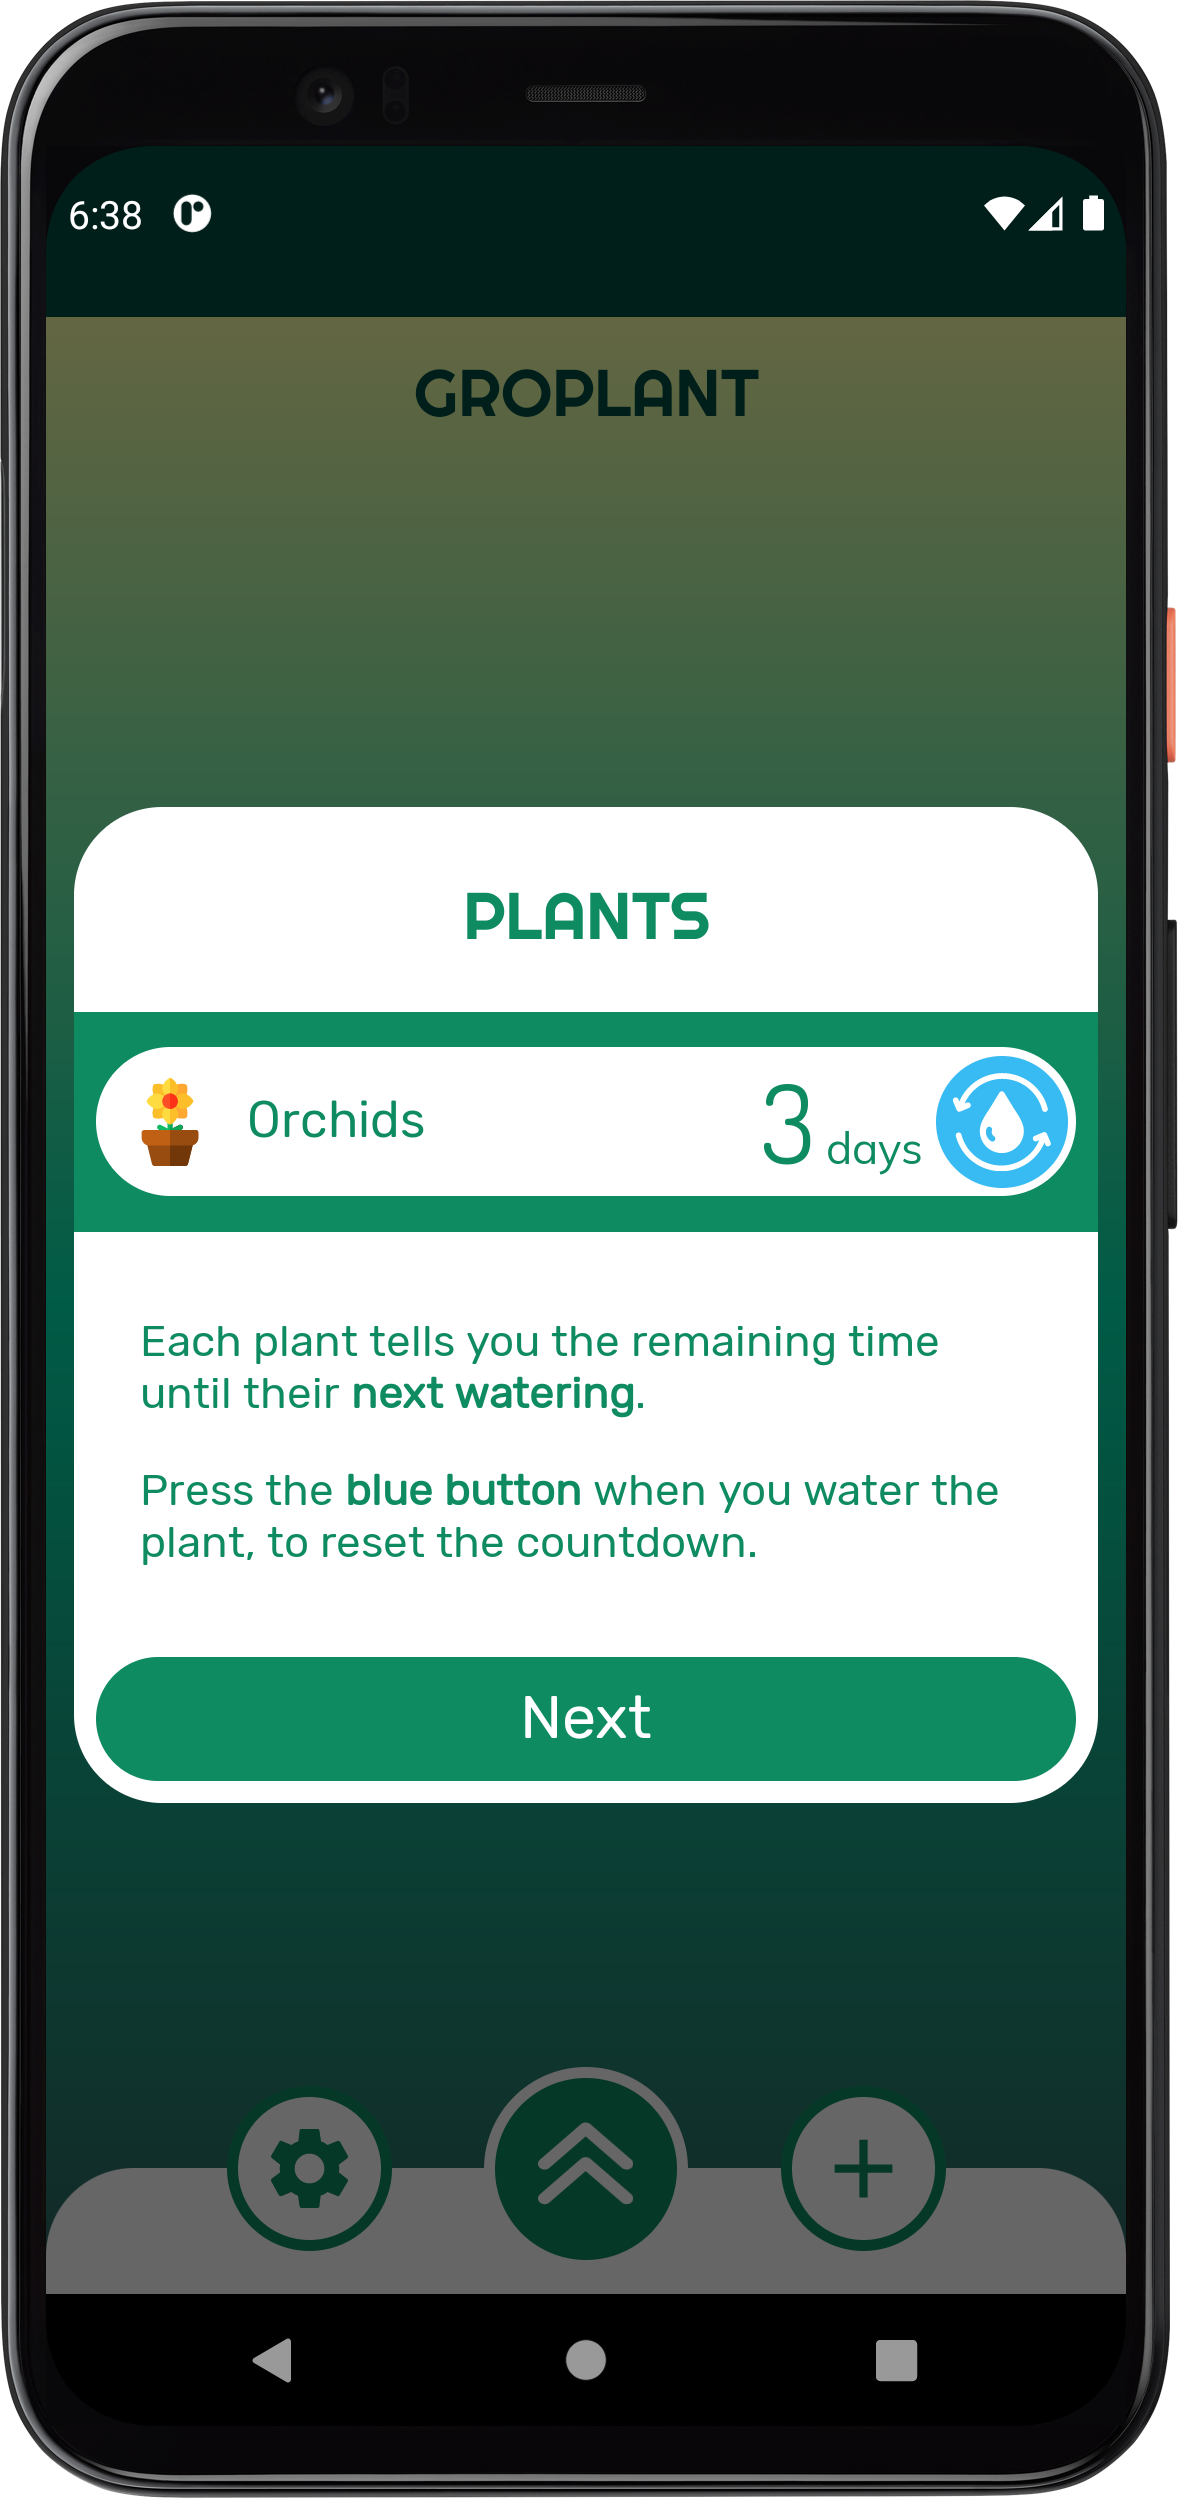 6:38
GROPLANT
PLANTS
Orchids
3 days
Each plant tells you the remaining time
until their next watering.
Press the blue button when you water the
plant, to reset the countdown.
Next